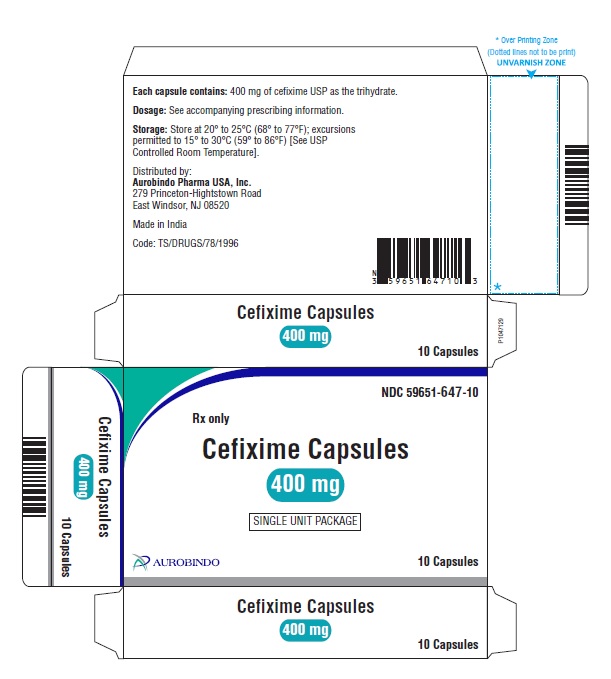 * Over Printing Zone
(Dotted lines not to be print)
UNVARNISH ZONE
Each capsule contains: 400 mg of cefixime USP as the trihydrate.
Dosage: See accompanying prescribing information.
Storage: Store at 20° to 25°C (68° to 77°F); excursions
permitted to 15° to 30°C (59° to 86°F) [See USP
Controlled Room Temperature].
Distributed by:
Aurobindo Pharma USA, Inc.
279 Princeton-Hightstown Road
East Windsor, NJ 08520
Made in India
Code: TS/DRUGS/78/1996
N
3 59651 64710 3
*
Cefixime Capsules
400 mg
10 Capsules
P1047129
NDC 59651-647-10
Rx only
Cefixime Capsules
400 mg
SINGLE UNIT PACKAGE
AUROBINDO
10 Capsules
Cefixime Capsules
400 mg
10 Capsules
Cefixime Capsules
400 mg
10 Capsules